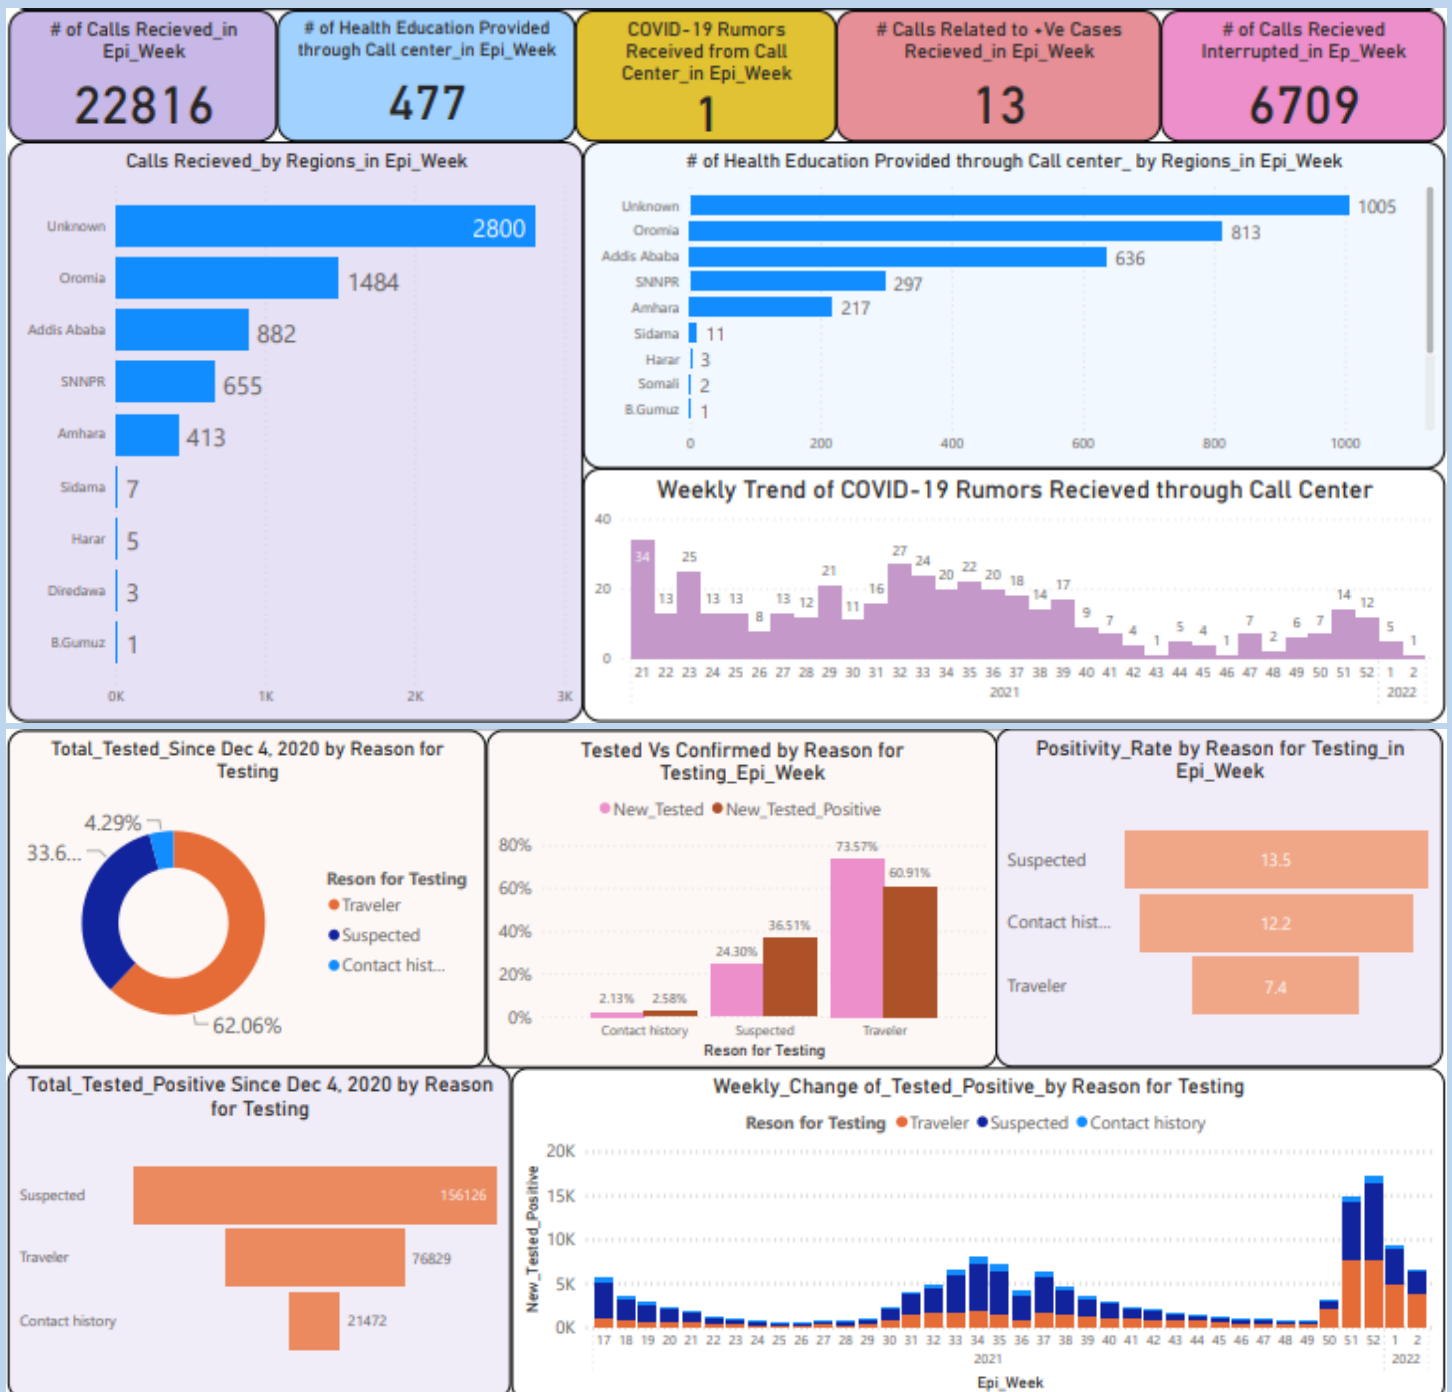 # of Calls Recieved_in
Epi_Week
22816
# of Health Education Provided
through Call center_in Epi_Week
477
COVID-19 Rumors
Received from Call
Center_in Epi_Week
1
# Calls Related to +Ve Cases
Recieved_in Epi_Week
13
# of Calls Recieved
Interrupted_in Ep_Week
6709
Calls Recieved_by Regions_in Epi_Week
Unknown 2800
Oromia 1484
Addis Ababa 882
SNNPR 655
Amhara 413
Sidama 7
Harar 5
Diredawa 3
B.Gumuz 1
0K 1K 2K 3K
# of Health Education Provided through Call center_ by Regions_in Epi_Week
Unknown 1005
Oromia 813
Addis Ababa 636
SNNPR 297
Amhara 217
Sidama 11
Harar 3
Somali 2
B.Gumuz 1
0 200 400 600 800 1000
Weekly Trend of COVID-19 Rumors Recieved through Call Center
40
20
0
34 13 25 13 13 8 13 12 21 11 16 27 24 20 22 20 18 14 17 9 7 4 1 5 4 1 7 2 6 7 14 12 5 1
21 22 23 24 25 26 27 28 29 30 31 32 33 34 35 36 37 38 39 40 41 42 43 44 45 46 47 48 49 50 51 52 1 2
2021 2022
Total_Tested_Since Dec 4, 2020 by Reason for
Testing
4.29%
33.6...
62.06%
Reson for Testing
Traveler
Suspected
Contact hist...
Tested Vs Confirmed by Reason for
Testing_Epi_Week
New_Tested New_Tested_Positive
80%
60%
40%
20%
0%
2.13% 2.58% 24.30% 36.51% 73.57% 60.91%
Contact history Suspected Traveler
Reson for Testing
Positivity_Rate by Reason for Testing_in
Epi_Week
Suspected 13.5
Contact hist... 12.2
Traveler 7.4
Total_Tested_Positive Since Dec 4, 2020 by Reason
for Testing
Suspected 156126
Traveler 76829
Contact history 21472
Weekly_Change of_Tested_Positive_by Reason for Testing
Reson for Testing Traveler Suspected Contact history
New_Tested_Positive
20K
15K
10K
5K
0K
17 18 19 20 21 22 23 24 25 26 27 28 29 30 31 32 33 34 35 36 37 38 39 40 41 42 43 44 45 46 47 48 49 50 51 52 1 2
2021 2022
Epi_Week